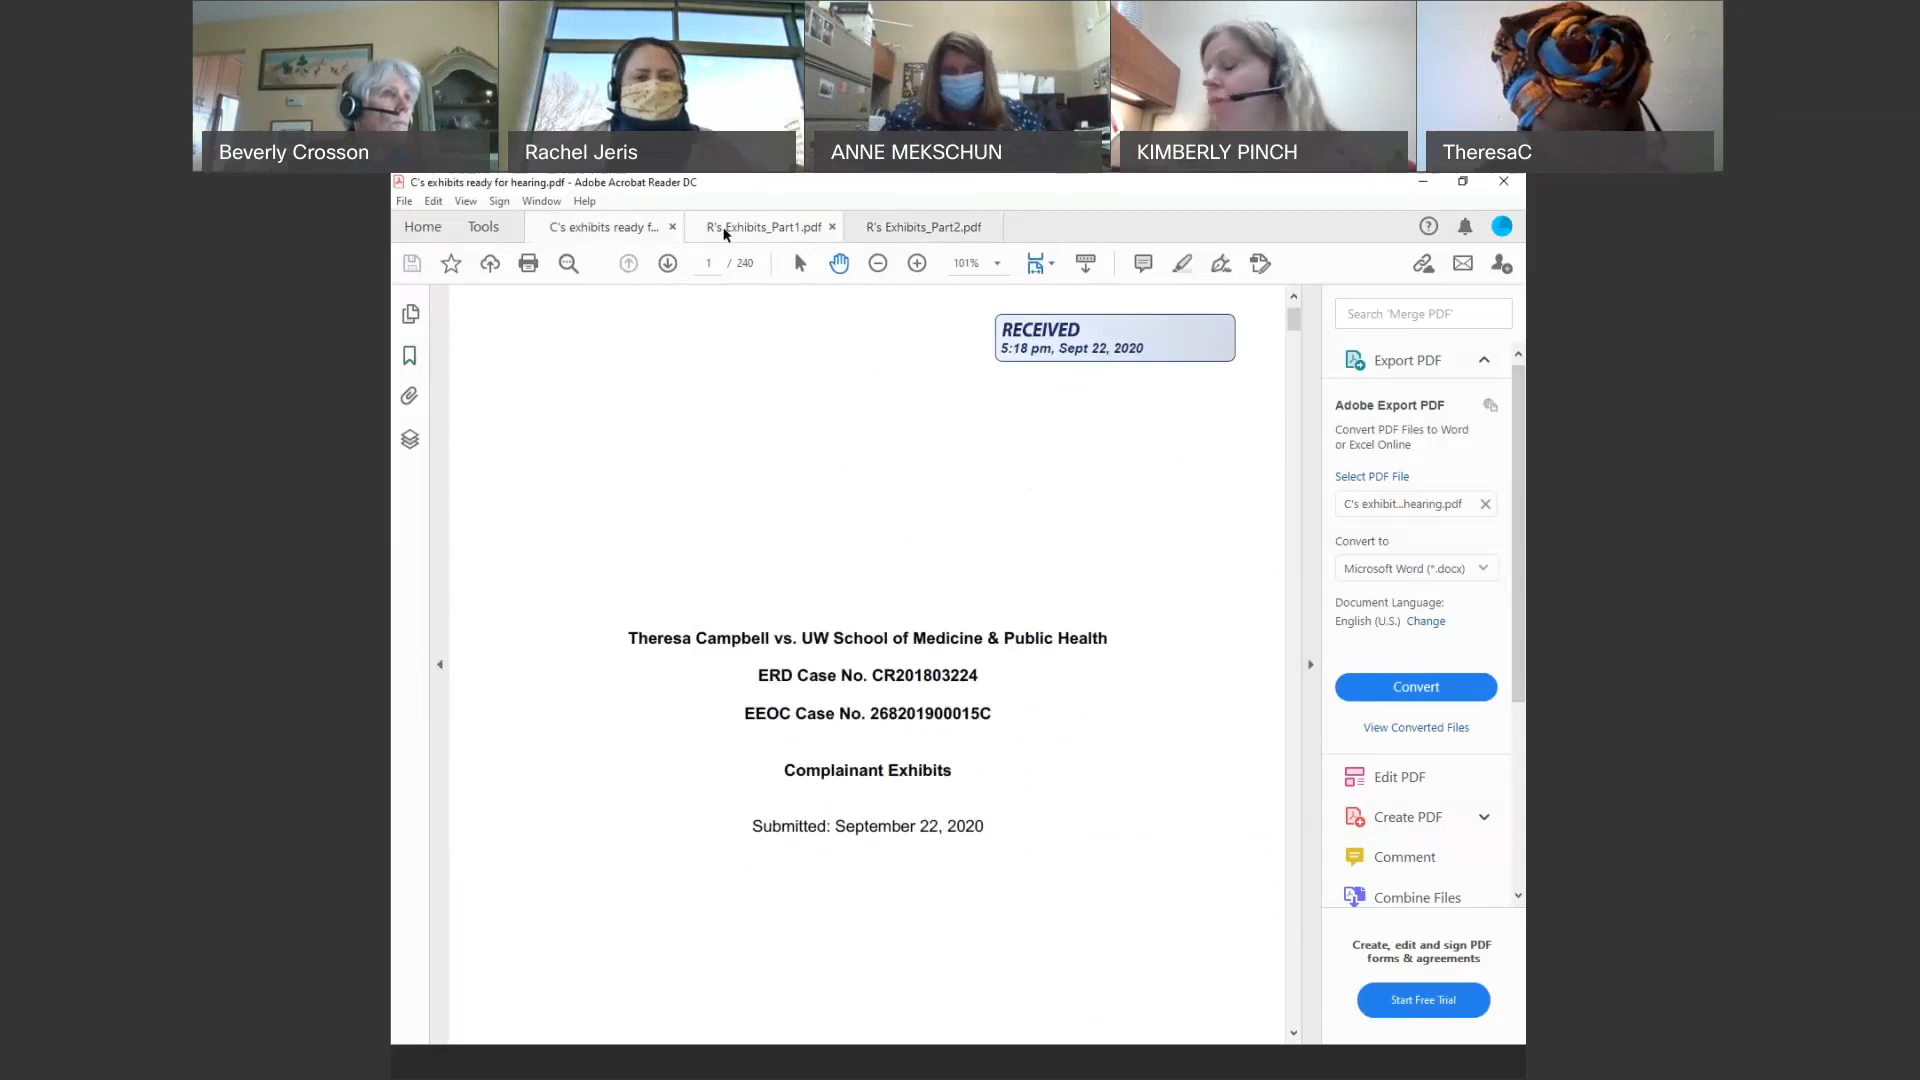 Beverly Crosson
Rachel Jeris
ANNE MEKSCHUN
KIMBERLY PINCH
TheresaC
C's exhibits ready for hearing.pdf - Adobe Acrobat Reader DC
File Edit View Sign Window Help
Home Tools C's exhibits ready f... × R's Exhibits_Part1.pdf × R's Exhibits_Part2.pdf
1 / 240 101%
RECEIVED
5:18 pm, Sept 22, 2020
Theresa Campbell vs. UW School of Medicine & Public Health
ERD Case No. CR201803224
EEOC Case No. 268201900015C
Complainant Exhibits
Submitted: September 22, 2020
Search 'Merge PDF'
Export PDF
Adobe Export PDF
Convert PDF Files to Word
or Excel Online
Select PDF File
C's exhibit...hearing.pdf
Convert to
Microsoft Word (*.docx)
Document Language:
English (U.S.) Change
Convert
View Converted Files
Edit PDF
Create PDF
Comment
Combine Files
Create, edit and sign PDF
forms & agreements
Start Free Trial